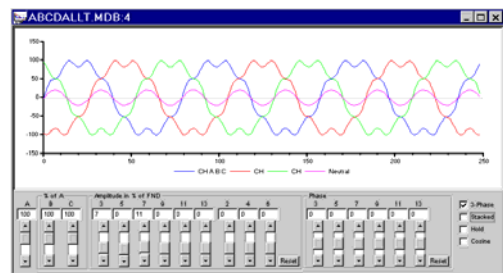 ABCDALLT.MDB:4
150
100
50
0
-50
-100
-150
0 50 100 150 200 250
CH A B C CH CH Neutral
% of A Amplitude in % of FND Phase
A B C 3 5 7 9 11 13 2 4 6 3 5 7 9 11 13
100 100 100 7 0 11 0 0 0 0 0 0 0 0 0 0 0 0
3-Phase
Stacked
Hold
Cosine
Reset Reset